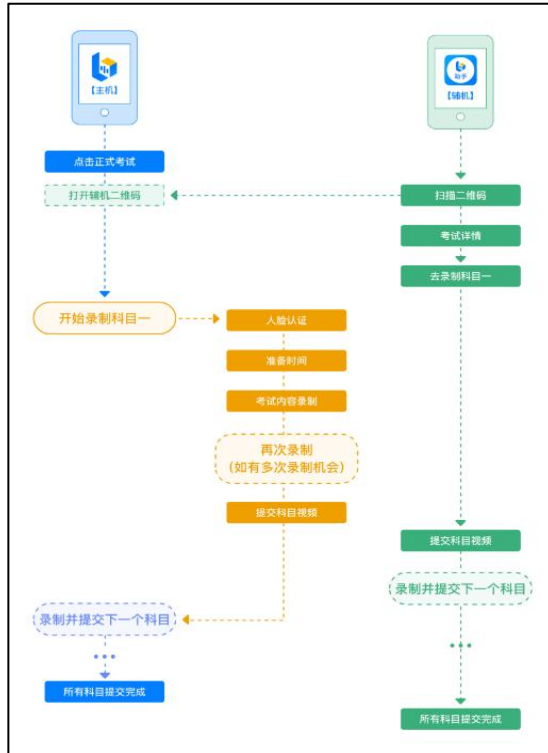 【主机】
助手
【辅机】
点击正式考试
打开辅机二维码
扫描二维码
考试详情
去录制科目一
开始录制科目一
人脸认证
准备时间
考试内容录制
再次录制
(如有多次录制机会)
提交科目视频
提交科目视频
录制并提交下一个科目
录制并提交下一个科目
所有科目提交完成
所有科目提交完成